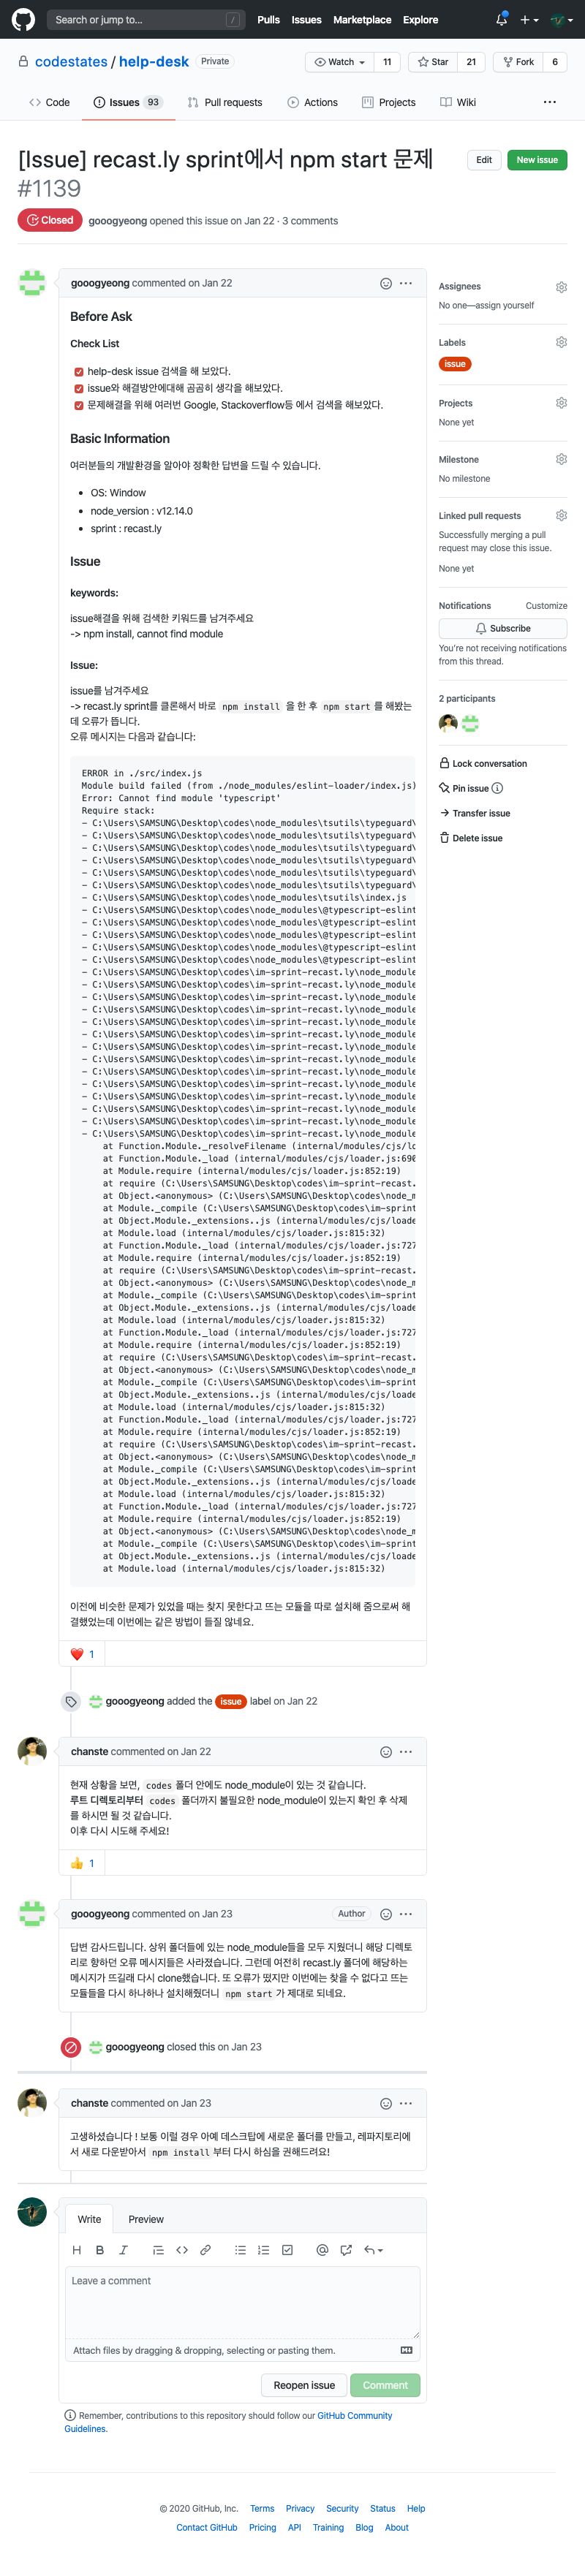 Search or jump to...
/
Pulls Issues Marketplace Explore
codestates / help-desk Private
Watch 11 Star 21 Fork 6
Code Issues 93 Pull requests Actions Projects Wiki
[Issue] recast.ly sprint에서 npm start 문제
#1139
Edit New issue
Closed gooogyeong opened this issue on Jan 22 · 3 comments
gooogyeong commented on Jan 22
Before Ask
Check List
help-desk issue 검색을 해 보았다.
issue와 해결방안에대해 곰곰히 생각을 해보았다.
문제해결을 위해 여러번 Google, Stackoverflow등 에서 검색을 해보았다.
Basic Information
여러분들의 개발환경을 알아야 정확한 답변을 드릴 수 있습니다.
OS: Window
node_version : v12.14.0
sprint : recast.ly
Issue
keywords:
issue해결을 위해 검색한 키워드를 남겨주세요
-> npm install, cannot find module
Issue:
issue를 남겨주세요
-> recast.ly sprint를 클론해서 바로 npm install 을 한 후 npm start 를 해봤는
데 오류가 뜹니다.
오류 메시지는 다음과 같습니다:
ERROR in ./src/index.js
Module build failed (from ./node_modules/eslint-loader/index.js)
Error: Cannot find module 'typescript'
Require stack:
- C:\Users\SAMSUNG\Desktop\codes\node_modules\tsutils\typeguard\
- C:\Users\SAMSUNG\Desktop\codes\node_modules\tsutils\typeguard\
- C:\Users\SAMSUNG\Desktop\codes\node_modules\tsutils\typeguard\
- C:\Users\SAMSUNG\Desktop\codes\node_modules\tsutils\typeguard\
- C:\Users\SAMSUNG\Desktop\codes\node_modules\tsutils\typeguard\
- C:\Users\SAMSUNG\Desktop\codes\node_modules\tsutils\typeguard\
- C:\Users\SAMSUNG\Desktop\codes\node_modules\tsutils\index.js
- C:\Users\SAMSUNG\Desktop\codes\node_modules\@typescript-eslint
- C:\Users\SAMSUNG\Desktop\codes\node_modules\@typescript-eslint
- C:\Users\SAMSUNG\Desktop\codes\node_modules\@typescript-eslint
- C:\Users\SAMSUNG\Desktop\codes\node_modules\@typescript-eslint
- C:\Users\SAMSUNG\Desktop\codes\node_modules\@typescript-eslint
- C:\Users\SAMSUNG\Desktop\codes\im-sprint-recast.ly\node_module
- C:\Users\SAMSUNG\Desktop\codes\im-sprint-recast.ly\node_module
- C:\Users\SAMSUNG\Desktop\codes\im-sprint-recast.ly\node_module
- C:\Users\SAMSUNG\Desktop\codes\im-sprint-recast.ly\node_module
- C:\Users\SAMSUNG\Desktop\codes\im-sprint-recast.ly\node_module
- C:\Users\SAMSUNG\Desktop\codes\im-sprint-recast.ly\node_module
- C:\Users\SAMSUNG\Desktop\codes\im-sprint-recast.ly\node_module
- C:\Users\SAMSUNG\Desktop\codes\im-sprint-recast.ly\node_module
- C:\Users\SAMSUNG\Desktop\codes\im-sprint-recast.ly\node_module
- C:\Users\SAMSUNG\Desktop\codes\im-sprint-recast.ly\node_module
- C:\Users\SAMSUNG\Desktop\codes\im-sprint-recast.ly\node_module
- C:\Users\SAMSUNG\Desktop\codes\im-sprint-recast.ly\node_module
- C:\Users\SAMSUNG\Desktop\codes\im-sprint-recast.ly\node_module
- C:\Users\SAMSUNG\Desktop\codes\im-sprint-recast.ly\node_module
at Function.Module._resolveFilename (internal/modules/cjs/lo
at Function.Module._load (internal/modules/cjs/loader.js:690
at Module.require (internal/modules/cjs/loader.js:852:19)
at require (C:\Users\SAMSUNG\Desktop\codes\im-sprint-recast.
at Object.<anonymous> (C:\Users\SAMSUNG\Desktop\codes\node_m
at Module._compile (C:\Users\SAMSUNG\Desktop\codes\im-sprint
at Object.Module._extensions..js (internal/modules/cjs/loade
at Module.load (internal/modules/cjs/loader.js:815:32)
at Function.Module._load (internal/modules/cjs/loader.js:727
at Module.require (internal/modules/cjs/loader.js:852:19)
at require (C:\Users\SAMSUNG\Desktop\codes\im-sprint-recast.
at Object.<anonymous> (C:\Users\SAMSUNG\Desktop\codes\node_m
at Module._compile (C:\Users\SAMSUNG\Desktop\codes\im-sprint
at Object.Module._extensions..js (internal/modules/cjs/loade
at Module.load (internal/modules/cjs/loader.js:815:32)
at Function.Module._load (internal/modules/cjs/loader.js:727
at Module.require (internal/modules/cjs/loader.js:852:19)
at require (C:\Users\SAMSUNG\Desktop\codes\im-sprint-recast.
at Object.<anonymous> (C:\Users\SAMSUNG\Desktop\codes\node_m
at Module._compile (C:\Users\SAMSUNG\Desktop\codes\im-sprint
at Object.Module._extensions..js (internal/modules/cjs/loade
at Module.load (internal/modules/cjs/loader.js:815:32)
at Function.Module._load (internal/modules/cjs/loader.js:727
at Module.require (internal/modules/cjs/loader.js:852:19)
at require (C:\Users\SAMSUNG\Desktop\codes\im-sprint-recast.
at Object.<anonymous> (C:\Users\SAMSUNG\Desktop\codes\node_m
at Module._compile (C:\Users\SAMSUNG\Desktop\codes\im-sprint
at Object.Module._extensions..js (internal/modules/cjs/loade
at Module.load (internal/modules/cjs/loader.js:815:32)
at Function.Module._load (internal/modules/cjs/loader.js:727
at Module.require (internal/modules/cjs/loader.js:852:19)
at Object.<anonymous> (C:\Users\SAMSUNG\Desktop\codes\node_m
at Module._compile (C:\Users\SAMSUNG\Desktop\codes\im-sprint
at Object.Module._extensions..js (internal/modules/cjs/loade
at Module.load (internal/modules/cjs/loader.js:815:32)
이전에 비슷한 문제가 있었을 때는 찾지 못한다고 뜨는 모듈을 따로 설치해 줌으로써 해
결했었는데 이번에는 같은 방법이 들질 않네요.
1
gooogyeong added the issue label on Jan 22
chanste commented on Jan 22
현재 상황을 보면, codes 폴더 안에도 node_module이 있는 것 같습니다.
루트 디렉토리부터 codes 폴더까지 불필요한 node_module이 있는지 확인 후 삭제
를 하시면 될 것 같습니다.
이후 다시 시도해 주세요!
1
gooogyeong commented on Jan 23 Author
답변 감사드립니다. 상위 폴더들에 있는 node_module들을 모두 지웠더니 해당 디렉토
리로 향하던 오류 메시지들은 사라졌습니다. 그런데 여전히 recast.ly 폴더에 해당하는
메시지가 뜨길래 다시 clone했습니다. 또 오류가 떴지만 이번에는 찾을 수 없다고 뜨는
모듈들을 다시 하나하나 설치해줬더니 npm start 가 제대로 되네요.
gooogyeong closed this on Jan 23
chanste commented on Jan 23
고생하셨습니다 ! 보통 이럴 경우 아예 데스크탑에 새로운 폴더를 만들고, 레파지토리에
서 새로 다운받아서 npm install 부터 다시 하심을 권해드려요!
Write Preview
Leave a comment
Attach files by dragging & dropping, selecting or pasting them.
Reopen issue Comment
Remember, contributions to this repository should follow our GitHub Community
Guidelines.
Assignees
No one—assign yourself
Labels
issue
Projects
None yet
Milestone
No milestone
Linked pull requests
Successfully merging a pull
request may close this issue.
None yet
Notifications Customize
Subscribe
You're not receiving notifications
from this thread.
2 participants
Lock conversation
Pin issue
Transfer issue
Delete issue
© 2020 GitHub, Inc. Terms Privacy Security Status Help
Contact GitHub Pricing API Training Blog About